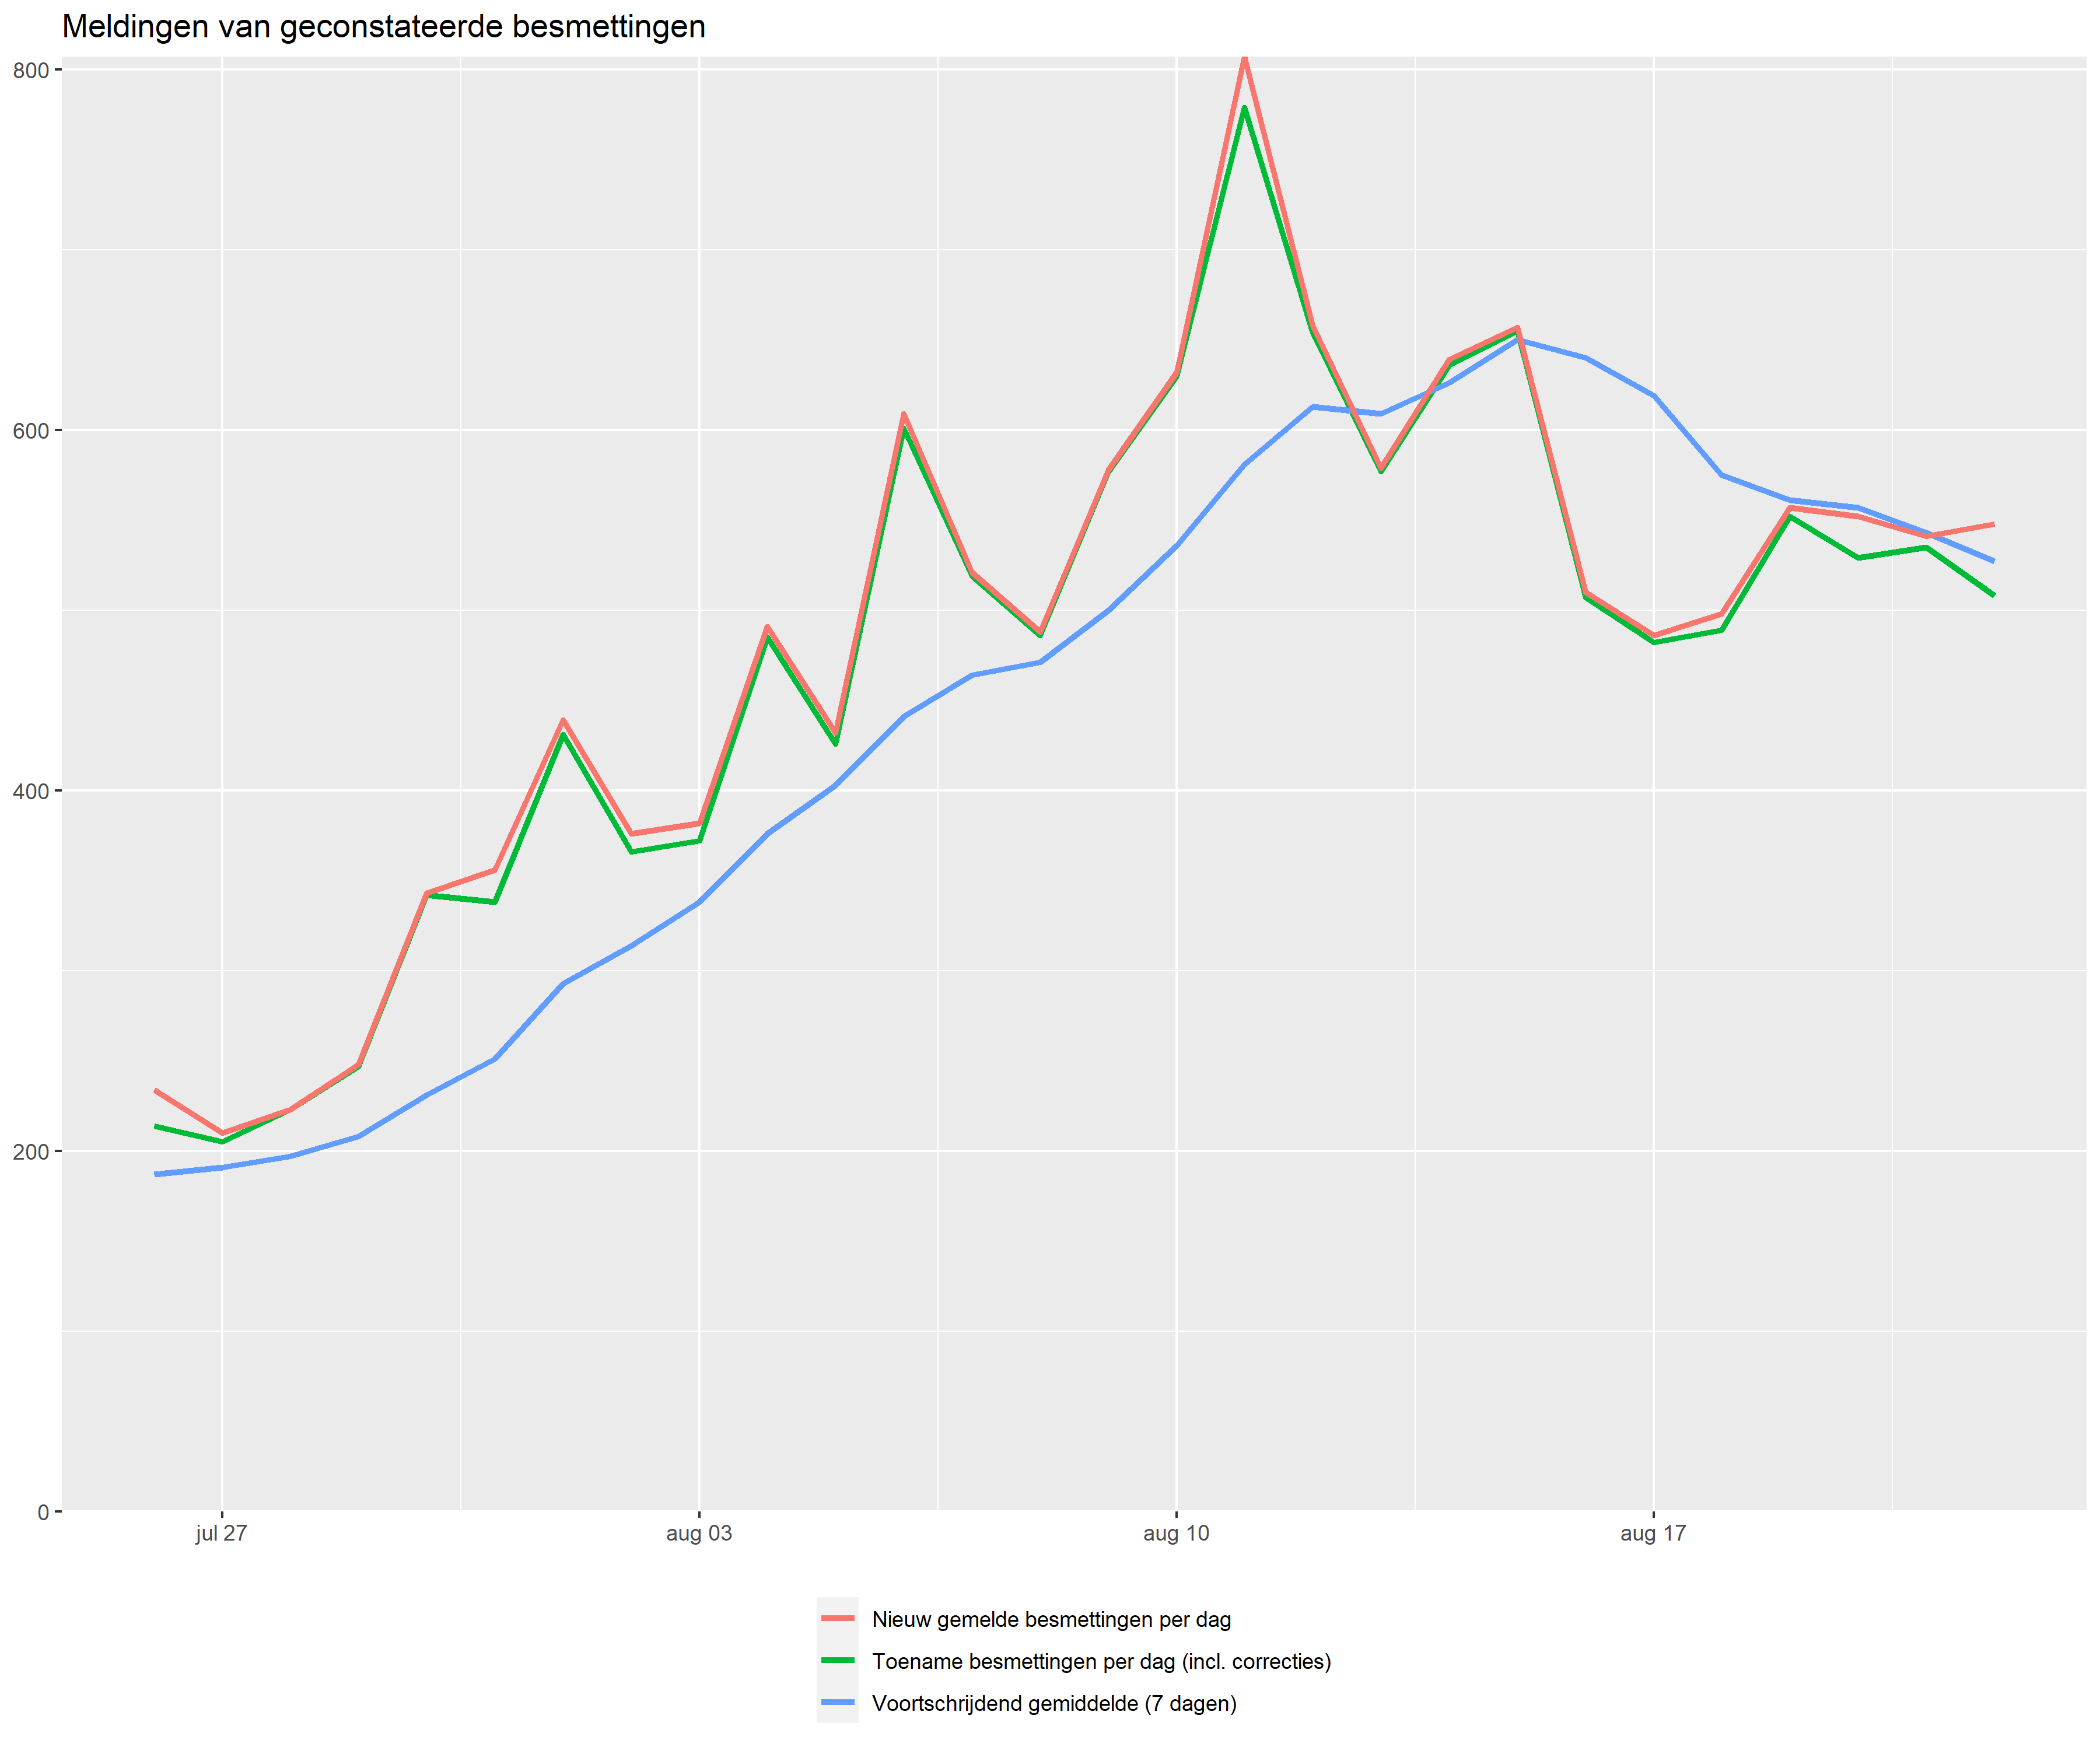 Meldingen van geconstateerde besmettingen
800
600
400
200
0
jul 27 aug 03 aug 10 aug 17
Nieuw gemelde besmettingen per dag
Toename besmettingen per dag (incl. correcties)
Voortschrijdend gemiddelde (7 dagen)